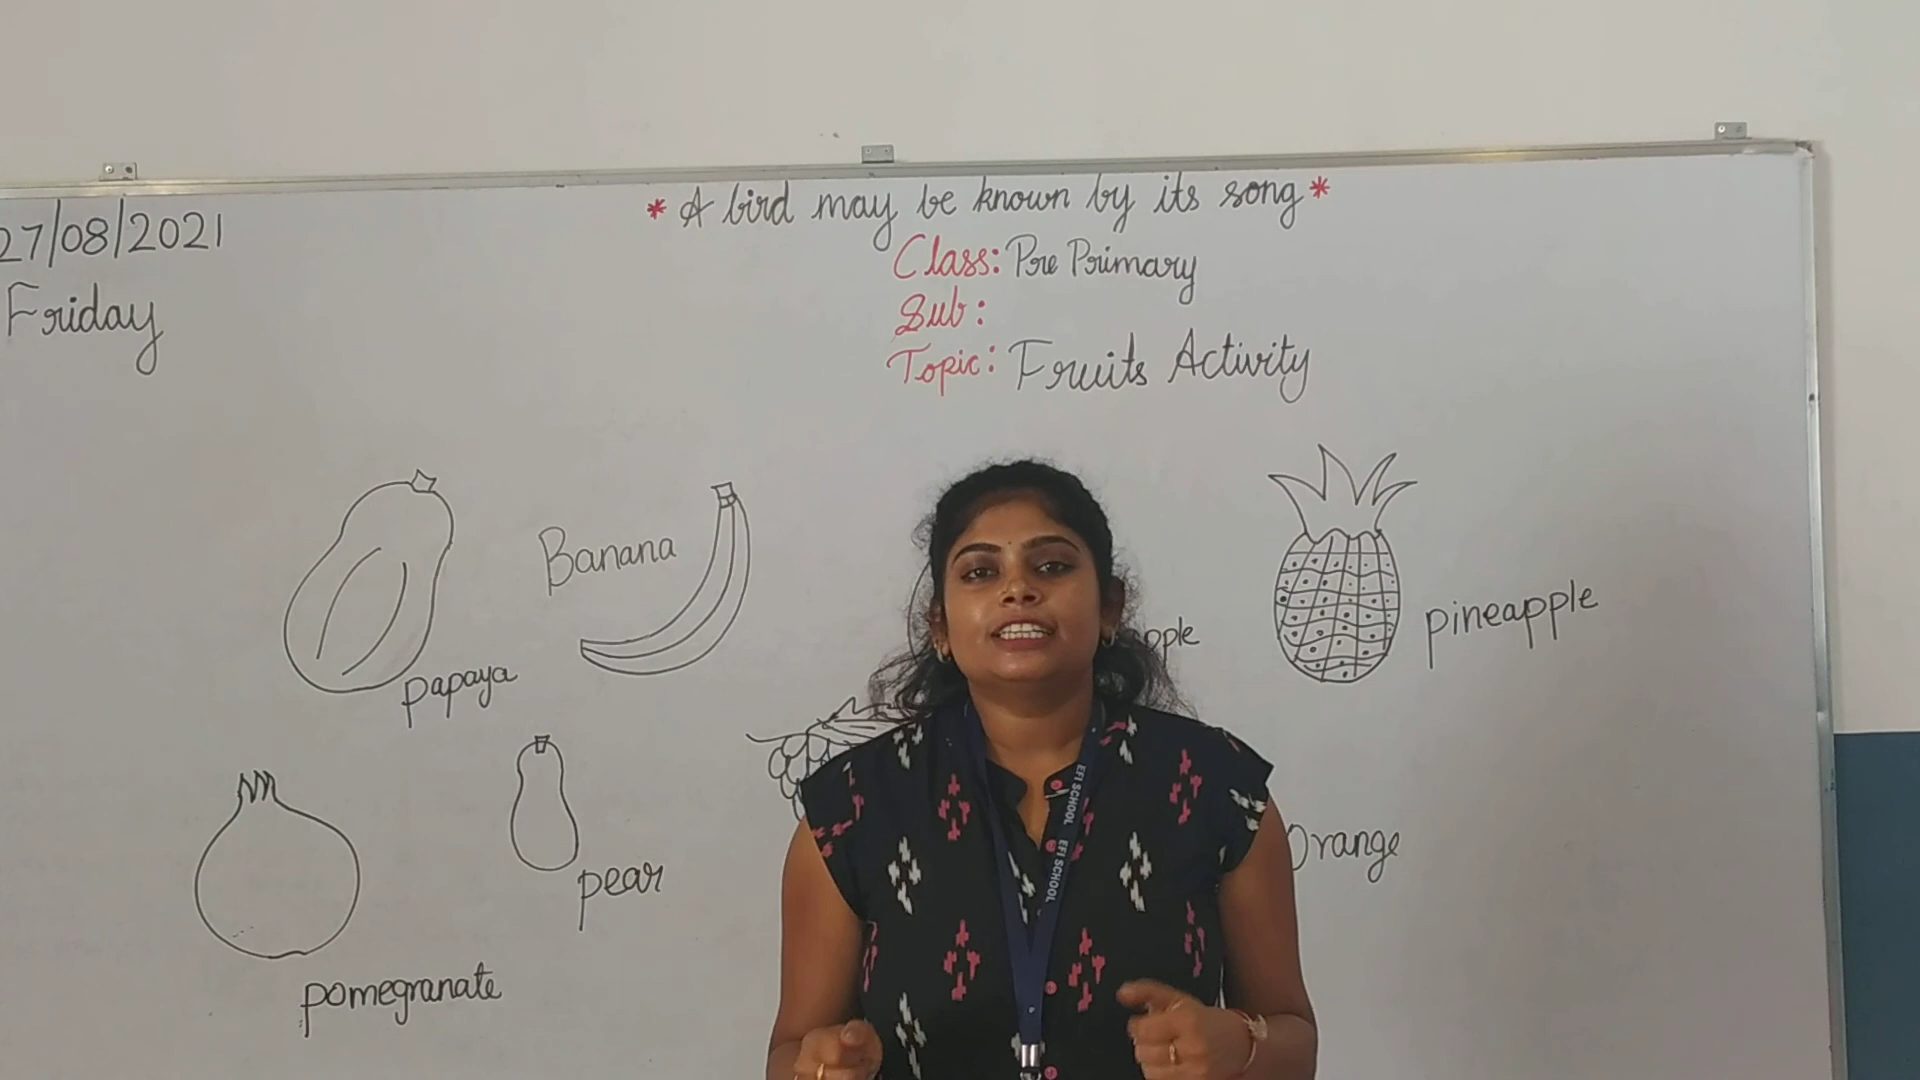 27/08/2021
Friday
* A bird may be known by its song *
Class: Pre Primary
Sub:
Topic: Fruits Activity
Banana
papaya
pple
pineapple
pear
Orange
pomegranate
EFI SCHOOL EFI SCHOOL